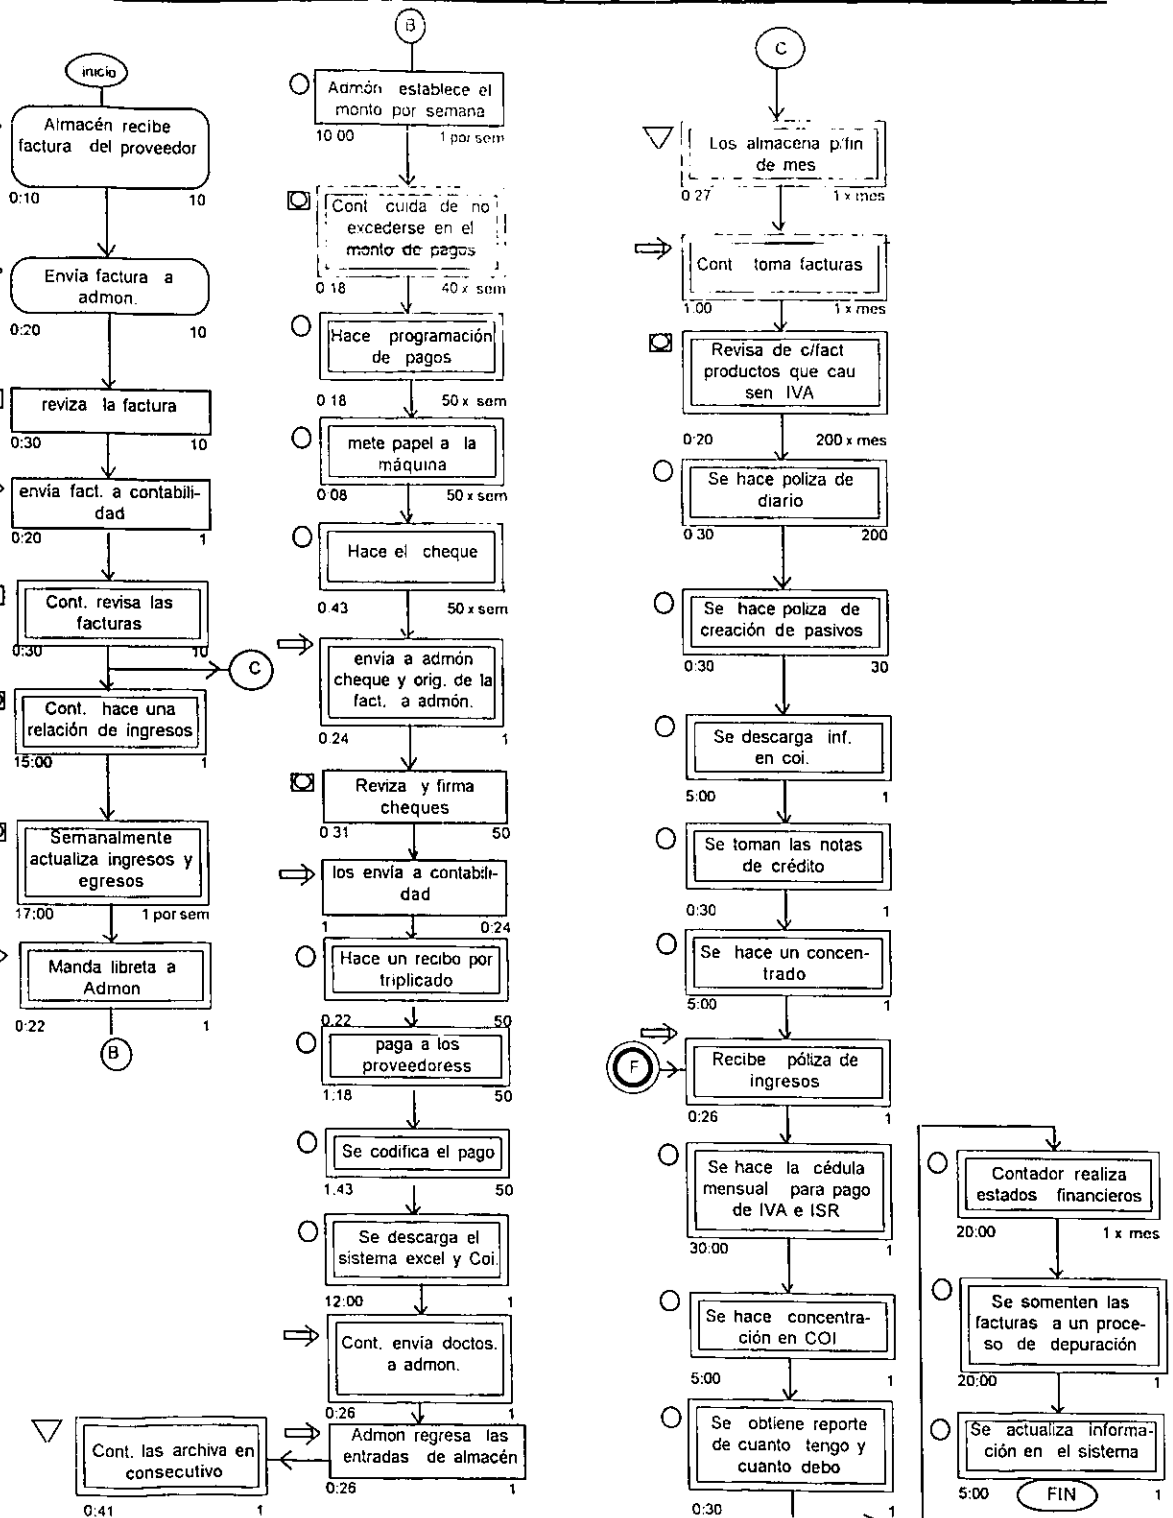 inicio
Almacén recibe
factura del proveedor
0:10 10
Envía factura a
admon.
0:20 10
reviza la factura
0:30 10
envía fact. a contabili-
dad
0:20 1
Cont. revisa las
facturas
0:30 10
C
Cont. hace una
relación de ingresos
15:00 1
Semanalmente
actualiza ingresos y
egresos
17:00 1 por sem
Manda libreta a
Admon
0:22 1
B
B
Admón establece el
monto por semana
10 00 1 por sem
Cont cuida de no
excederse en el
monto de pagos
0 18 40 x sem
Hace programación
de pagos
0 18 50 x sem
mete papel a la
máquina
0 08 50 x sem
Hace el cheque
0.43 50 x sem
envía a admón
cheque y orig. de la
fact. a admón.
0:24 1
Reviza y firma
cheques
0 31 50
los envía a contabili-
dad
1 0:24
Hace un recibo por
triplicado
0.22 50
paga a los
proveedoress
1:18 50
Se codifica el pago
1.43 50
Se descarga el
sistema excel y Coi.
12:00 1
Cont. envía doctos.
a admon.
0:26 1
Admon regresa las
entradas de almacén
0:26 1
Cont. las archiva en
consecutivo
0:41 1
C
Los almacena p/fin
de mes
0 27 1 x mes
Cont toma facturas
1.00 1 x mes
Revisa de c/fact
productos que cau
sen IVA
0:20 200 x mes
Se hace poliza de
diario
0 30 200
Se hace poliza de
creación de pasivos
0:30 30
Se descarga inf.
en coi.
5:00 1
Se toman las notas
de crédito
0:30 1
Se hace un concen-
trado
5:00 1
F
Recibe póliza de
ingresos
0:26 1
Se hace la cédula
mensual para pago
de IVA e ISR
30:00 1
Se hace concentra-
ción en COI
5:00 1
Se obtiene reporte
de cuanto tengo y
cuanto debo
0:30 1
Contador realiza
estados financieros
20:00 1 x mes
Se somenten las
facturas a un proce-
so de depuración
20:00 1
Se actualiza informa-
ción en el sistema
5:00 1
FIN